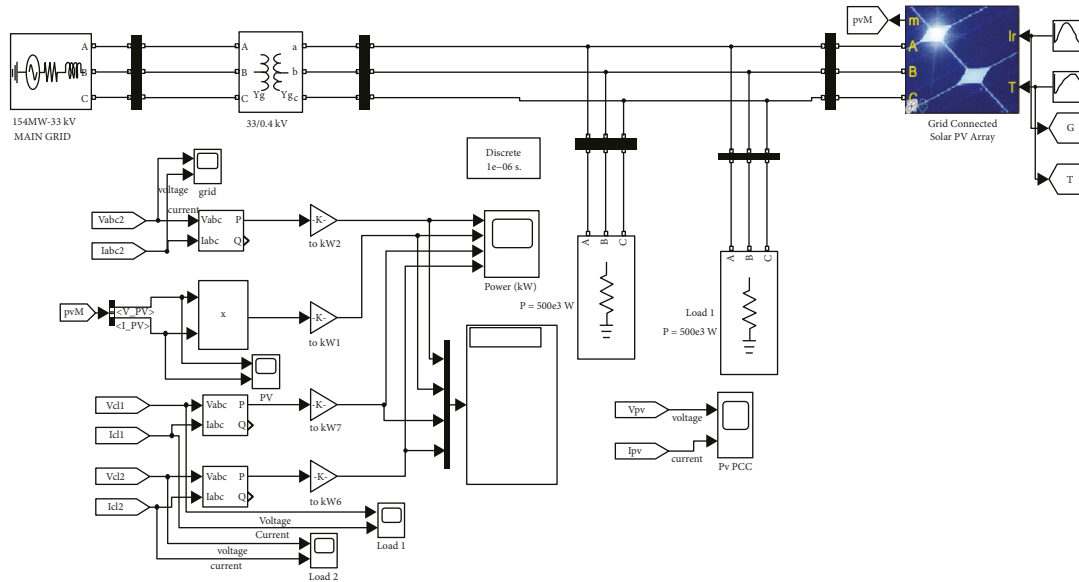 pvM
m
A
B
C
Ir
T
Grid Connected
Solar PV Array
G
T
A
B
C
154MW-33 kV
MAIN GRID
A
B
C
a
b
c
Yg
Yg
33/0.4 kV
Discrete
1e−06 s.
voltage
current
grid
Vabc2
Iabc2
Vabc
Iabc
P
Q
-K-
to kW2
Power (kW)
pvM
<V_PV>
<I_PV>
x
-K-
to kW1
PV
Vcl1
Icl1
Vabc
Iabc
P
Q
-K-
to kW7
Vcl2
Icl2
Vabc
Iabc
P
Q
-K-
to kW6
Voltage
Current
Load 1
voltage
current
Load 2
A
B
C
P = 500e3 W
A
B
C
Load 1
P = 500e3 W
Vpv
voltage
Ipv
current
Pv PCC